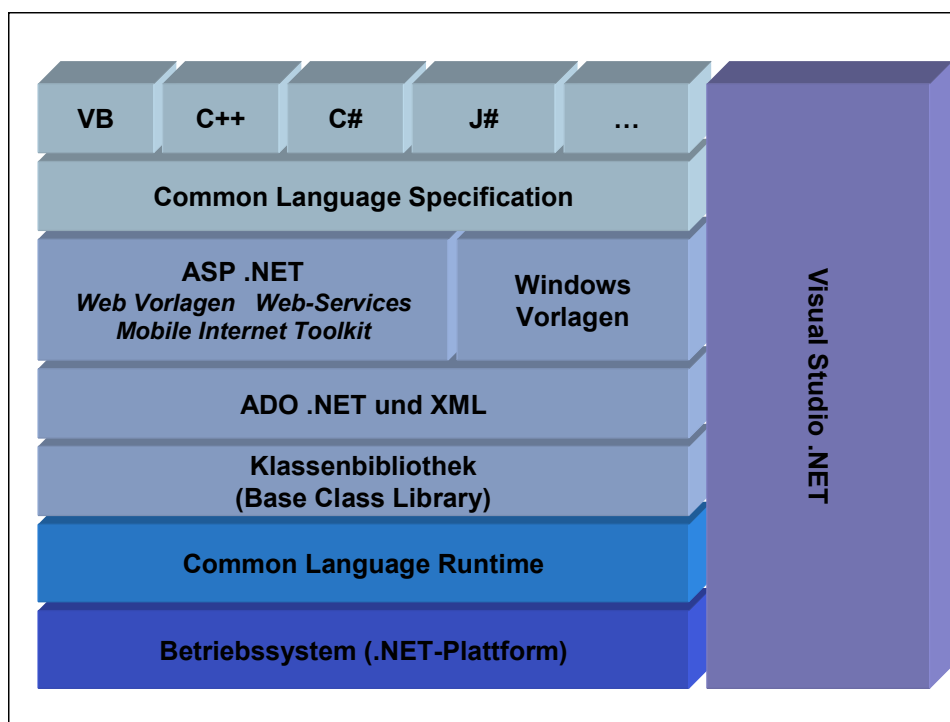 VB C++ C# J# …
Common Language Specification
ASP .NET
Web Vorlagen Web-Services
Mobile Internet Toolkit
Windows
Vorlagen
ADO .NET und XML
Klassenbibliothek
(Base Class Library)
Common Language Runtime
Betriebssystem (.NET-Plattform)
Visual Studio .NET